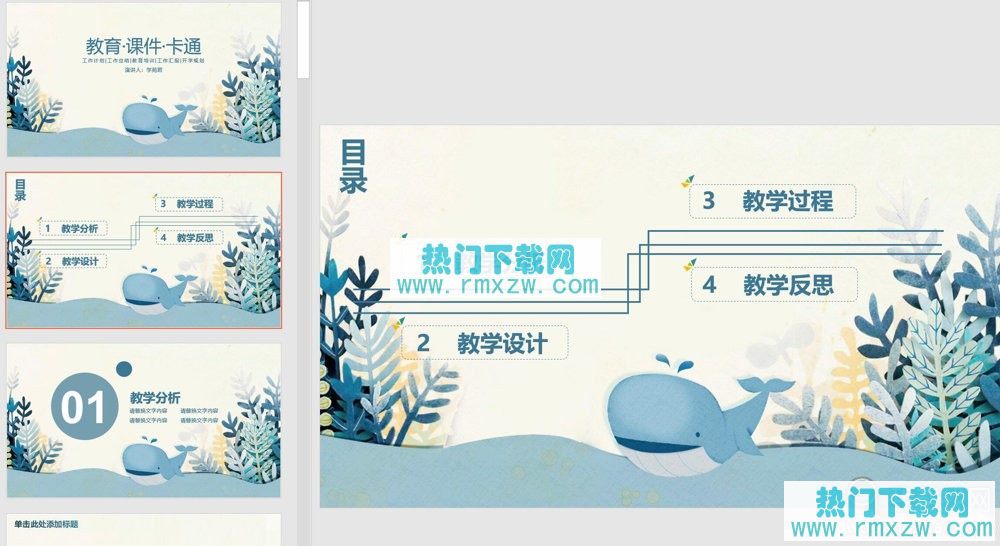 教育·课件·卡通
工作计划|工作总结|教育培训|工作汇报|开学规划
演讲人：学苑君
目录
1 教学分析
2 教学设计
3 教学过程
4 教学反思
01
教学分析
请替换文字内容 请替换文字内容
请替换文字内容 请替换文字内容
单击此处添加标题
目录
3 教学过程
热门下载网
www.rmxzw.com
4 教学反思
2 教学设计
热门下载网
www.rmxzw.com